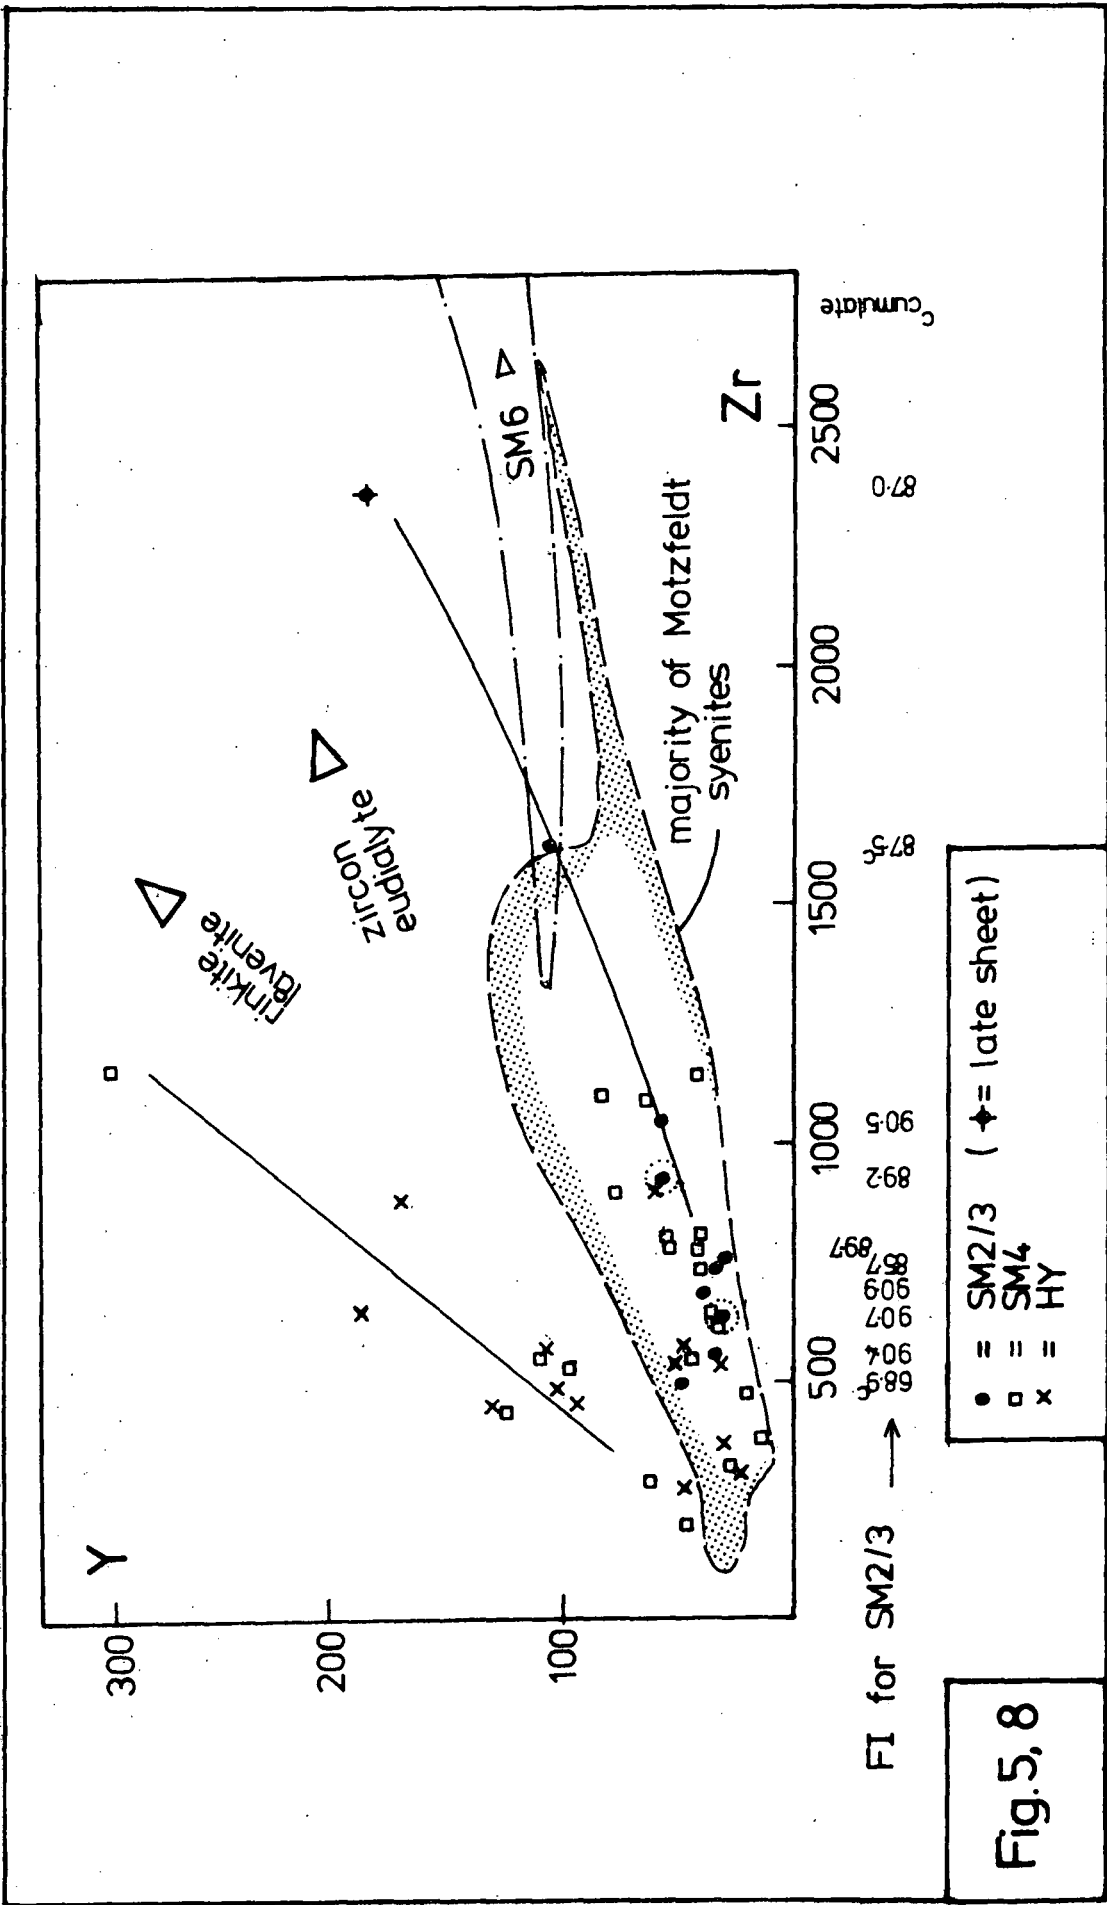 Y
300
200
100
rinkite
låvenite
zircon
eudialyte
SM6
majority of Motzfeldt
syenites
Zr
500
1000
1500
2000
2500
FI for SM2/3
68·9
c
90·4
90·7
90·9
85·7
89·7
89·2
90·5
87·5
c
87·0
cumulate
c
= SM2/3 ( = late sheet)
= SM4
× = HY
Fig.5, 8